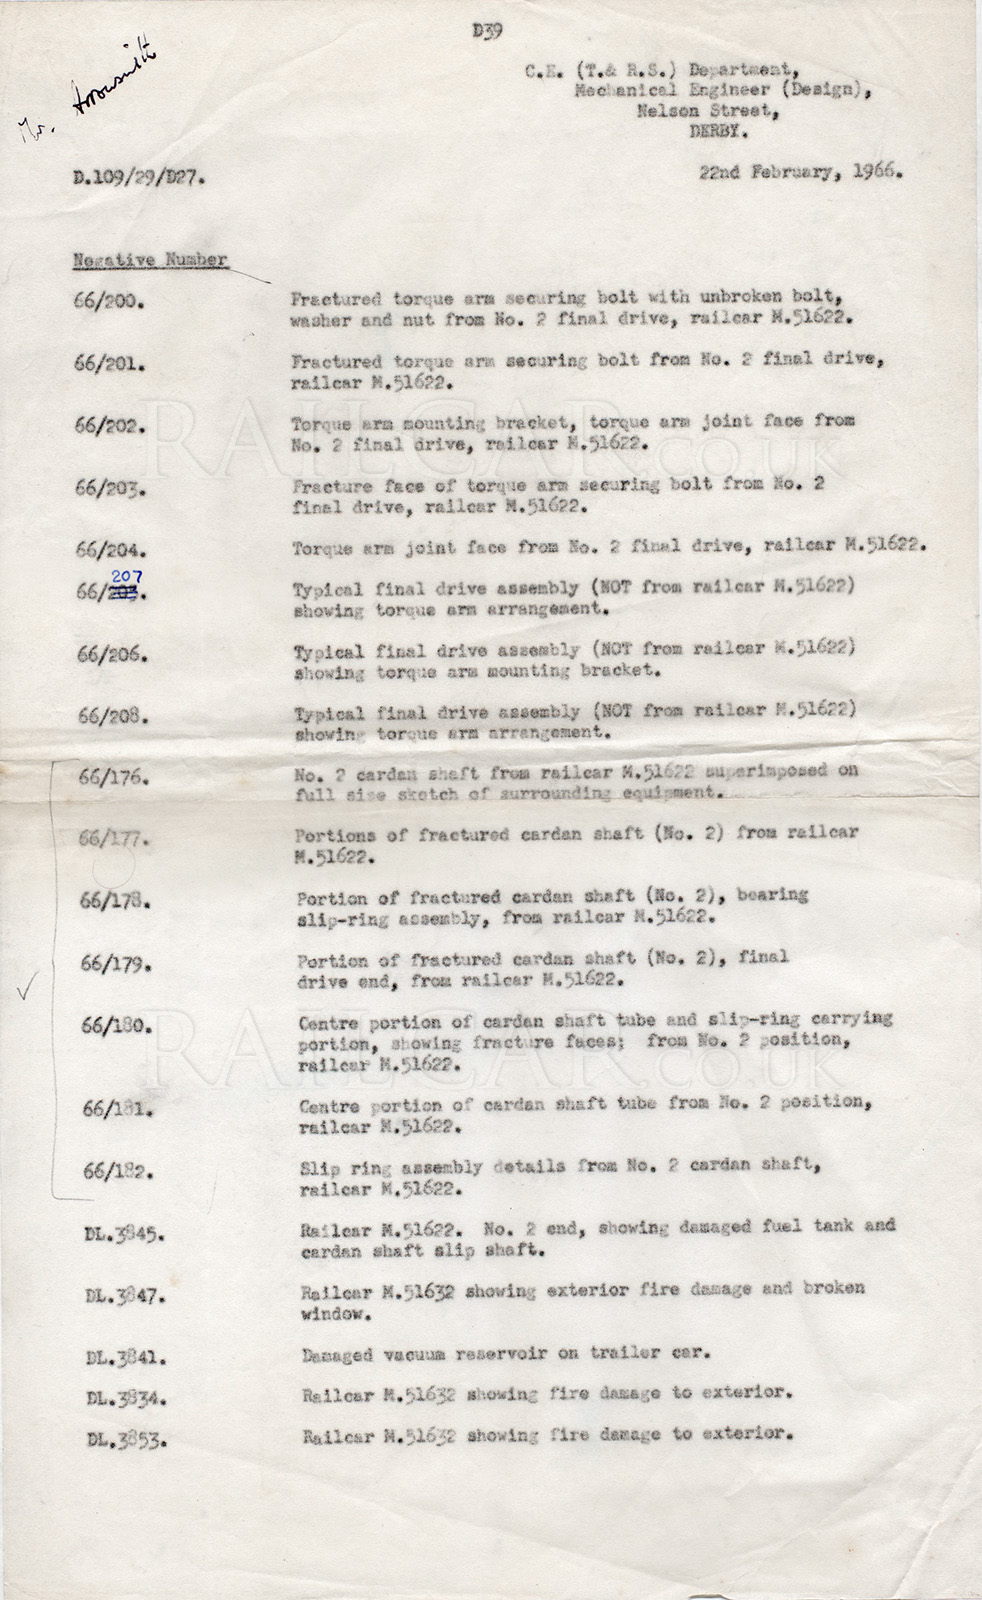 D39
Mr.
C.E. (T.& R.S.) Department,
Mechanical Engineer (Design),
Nelson Street,
DERBY.
D.109/29/D27.
22nd February, 1966.
Negative Number
66/200. Fractured torque arm securing bolt with unbroken bolt,
washer and nut from No. 2 final drive, railcar M.51622.
66/201. Fractured torque arm securing bolt from No. 2 final drive,
railcar M.51622.
66/202. Torque arm mounting bracket, torque arm joint face from
No. 2 final drive, railcar M.51622.
66/203. Fracture face of torque arm securing bolt from No. 2
final drive, railcar M.51622.
66/204. Torque arm joint face from No. 2 final drive, railcar M.51622.
207
66/203. Typical final drive assembly (NOT from railcar M.51622)
showing torque arm arrangement.
66/206. Typical final drive assembly (NOT from railcar M.51622)
showing torque arm mounting bracket.
66/208. Typical final drive assembly (NOT from railcar M.51622)
showing torque arm arrangement.
66/176. No. 2 cardan shaft from railcar M.51622 superimposed on
full size sketch of surrounding equipment.
66/177. Portions of fractured cardan shaft (No. 2) from railcar
M.51622.
66/178. Portion of fractured cardan shaft (No. 2), bearing
slip-ring assembly, from railcar M.51622.
66/179. Portion of fractured cardan shaft (No. 2), final
drive end, from railcar M.51622.
66/180. Centre portion of cardan shaft tube and slip-ring carrying
portion, showing fracture faces; from No. 2 position,
railcar M.51622.
66/181. Centre portion of cardan shaft tube from No. 2 position,
railcar M.51622.
66/182. Slip ring assembly details from No. 2 cardan shaft,
railcar M.51622.
DL.3845. Railcar M.51622. No. 2 end, showing damaged fuel tank and
cardan shaft slip shaft.
DL.3847. Railcar M.51632 showing exterior fire damage and broken
window.
DL.3841. Damaged vacuum reservoir on trailer car.
DL.3834. Railcar M.51632 showing fire damage to exterior.
DL.3853. Railcar M.51632 showing fire damage to exterior.
RAILCAR.co.uk
RAILCAR.co.uk